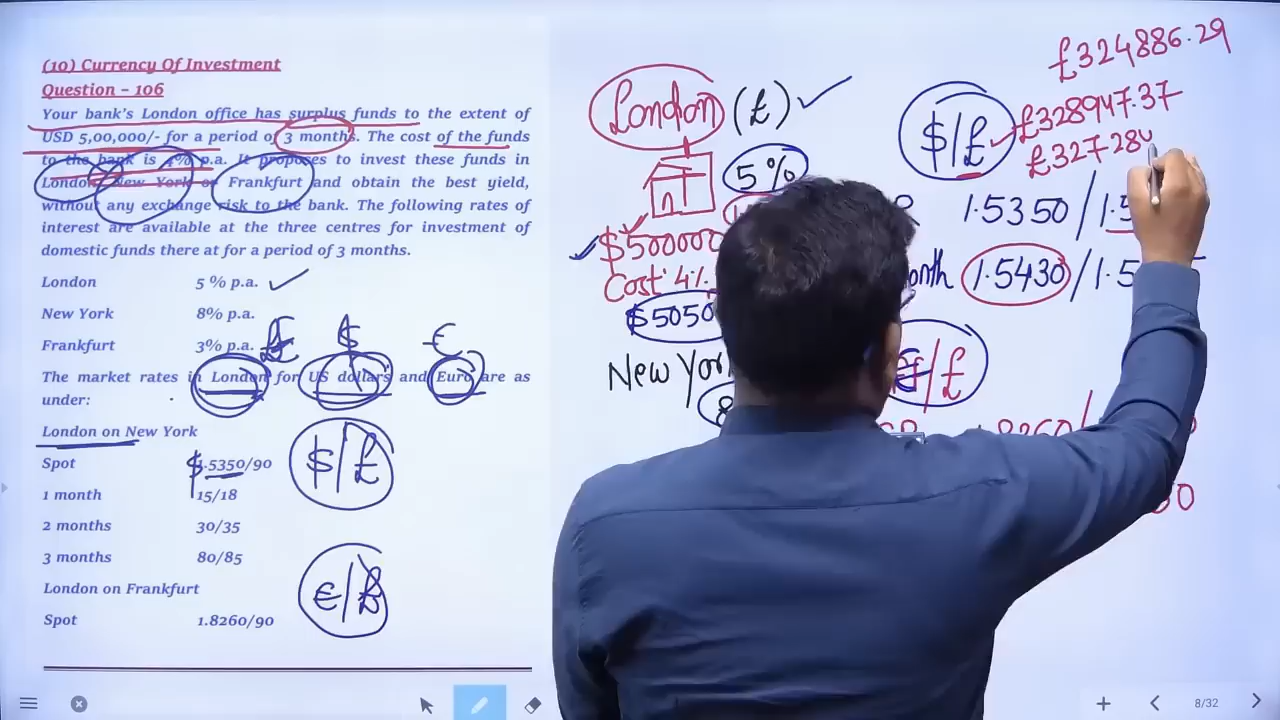 (10) Currency Of Investment
Question – 106
Your bank's London office has surplus funds to the extent of
USD 5,00,000/- for a period of 3 months. The cost of the funds
to the bank is 4% p.a. It proposes to invest these funds in
London, New York or Frankfurt and obtain the best yield,
without any exchange risk to the bank. The following rates of
interest are available at the three centres for investment of
domestic funds there at for a period of 3 months.
London 5 % p.a.
New York 8% p.a.
Frankfurt 3% p.a. £ $ €
The market rates in London for US dollars and Euro are as
under:
London on New York
Spot $1.5350/90 $/£
1 month 15/18
2 months 30/35
3 months 80/85
London on Frankfurt €/£
Spot 1.8260/90
London (£)
5%
$500000
Cost 4%
$5050
New York
8
£324886.29
$/£ £328947.37
£32728
1.5350/1.5
onth 1.5430/1.5
€/£
8/32